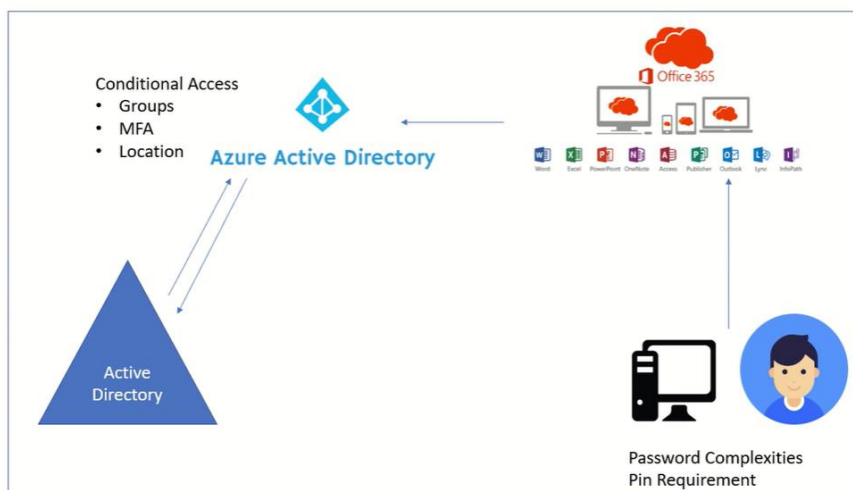 Conditional Access
• Groups
• MFA
• Location
Azure Active Directory
Office 365
Word Excel PowerPoint OneNote Access Publisher Outlook Lync InfoPath
Active
Directory
Password Complexities
Pin Requirement